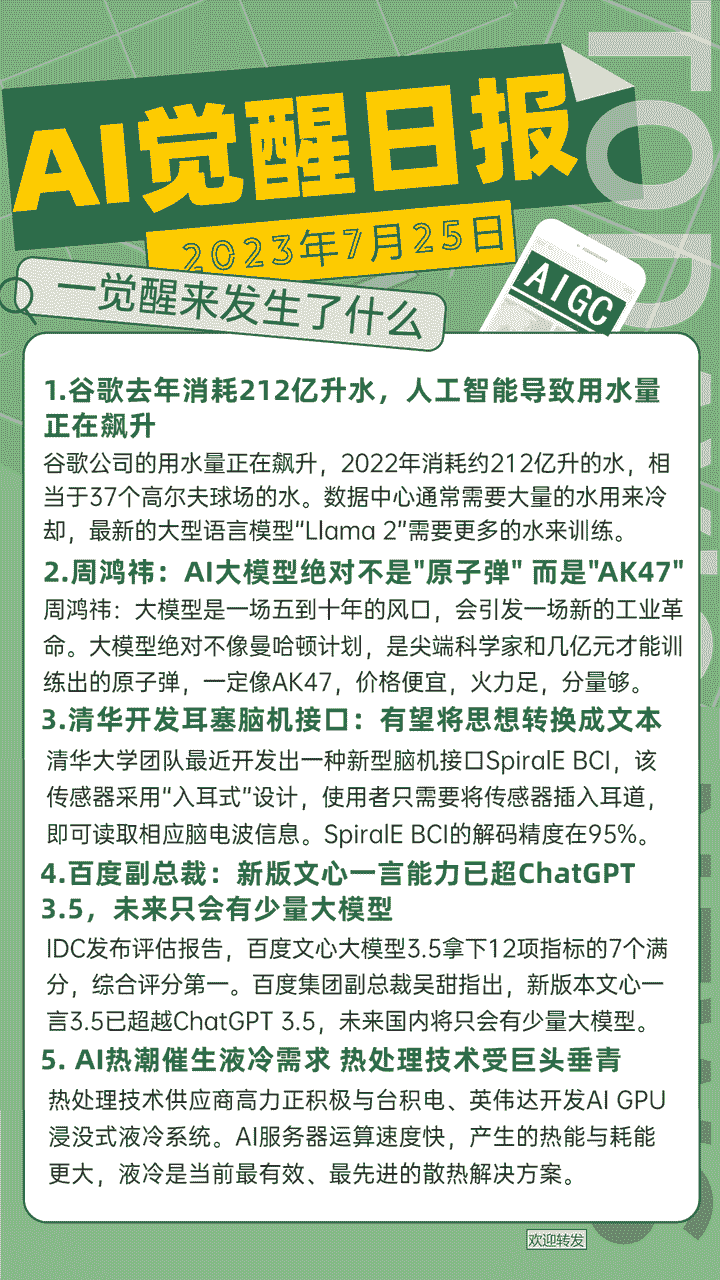 AI觉醒日报
2023年7月25日
一觉醒来发生了什么
AIGC
1.谷歌去年消耗212亿升水，人工智能导致用水量
正在飙升
谷歌公司的用水量正在飙升，2022年消耗约212亿升的水，相
当于37个高尔夫球场的水。数据中心通常需要大量的水用来冷
却，最新的大型语言模型“Llama 2”需要更多的水来训练。
2.周鸿祎：AI大模型绝对不是"原子弹" 而是"AK47"
周鸿祎：大模型是一场五到十年的风口，会引发一场新的工业革
命。大模型绝对不像曼哈顿计划，是尖端科学家和几亿元才能训
练出的原子弹，一定像AK47，价格便宜，火力足，分量够。
3.清华开发耳塞脑机接口：有望将思想转换成文本
清华大学团队最近开发出一种新型脑机接口SpiralE BCI，该
传感器采用“入耳式”设计，使用者只需要将传感器插入耳道，
即可读取相应脑电波信息。SpiralE BCI的解码精度在95%。
4.百度副总裁：新版文心一言能力已超ChatGPT
3.5，未来只会有少量大模型
IDC发布评估报告，百度文心大模型3.5拿下12项指标的7个满
分，综合评分第一。百度集团副总裁吴甜指出，新版本文心一
言3.5已超越ChatGPT 3.5，未来国内将只会有少量大模型。
5. AI热潮催生液冷需求 热处理技术受巨头垂青
热处理技术供应商高力正积极与台积电、英伟达开发AI GPU
浸没式液冷系统。AI服务器运算速度快，产生的热能与耗能
更大，液冷是当前最有效、最先进的散热解决方案。
欢迎转发